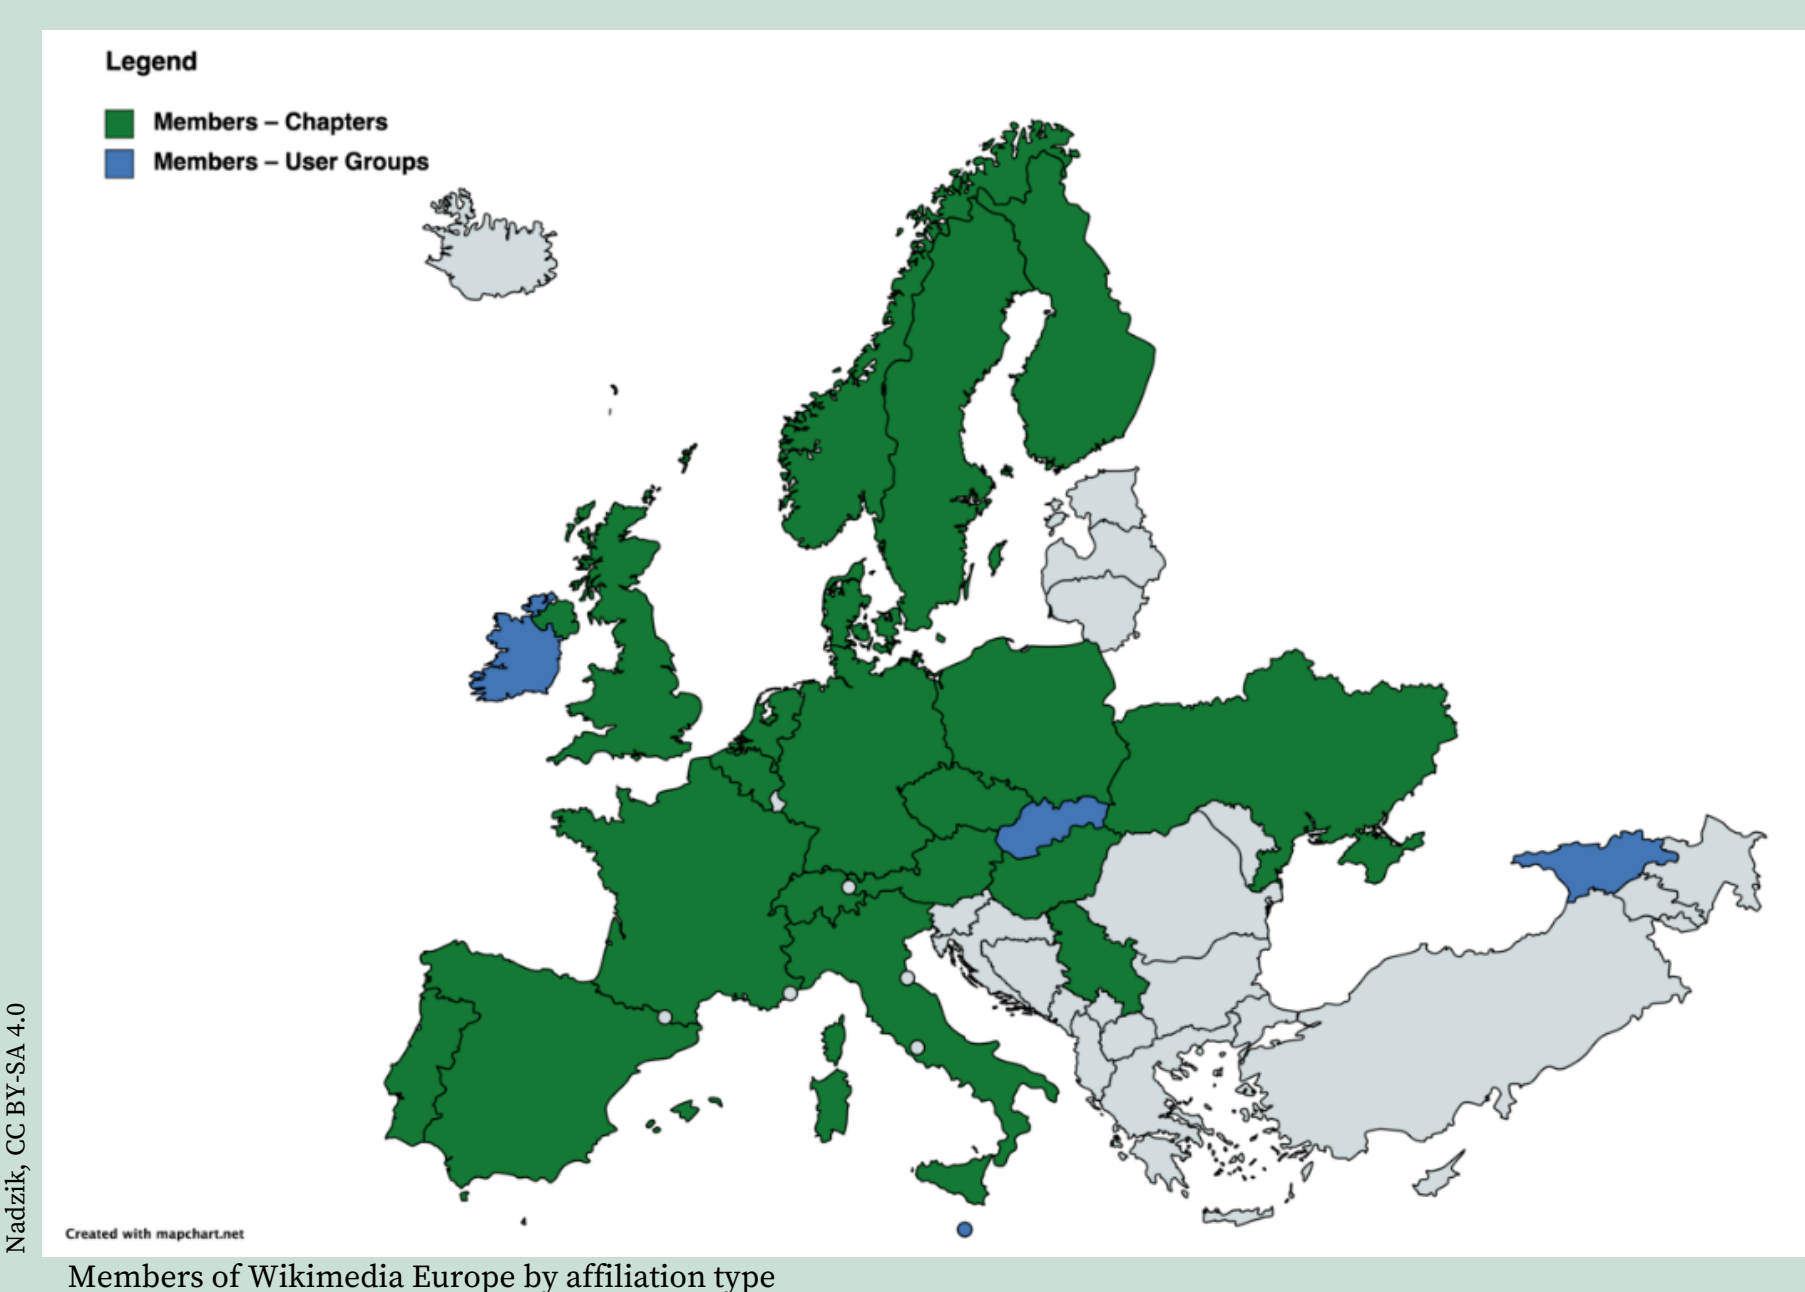 Legend
Members – Chapters
Members – User Groups
Nadzik, CC BY-SA 4.0
Created with mapchart.net
Members of Wikimedia Europe by affiliation type